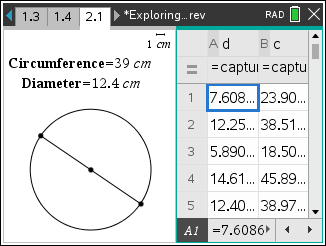 1.3 1.4 2.1 *Exploring...rev RAD
1 cm
Circumference=39 cm
Diameter=12.4 cm
A d B c
= =captu =captu
1 7.608... 23.90...
2 12.25... 38.51...
3 5.890... 18.50...
4 14.61... 45.89...
5 12.40... 38.97...
A1 =7.6086